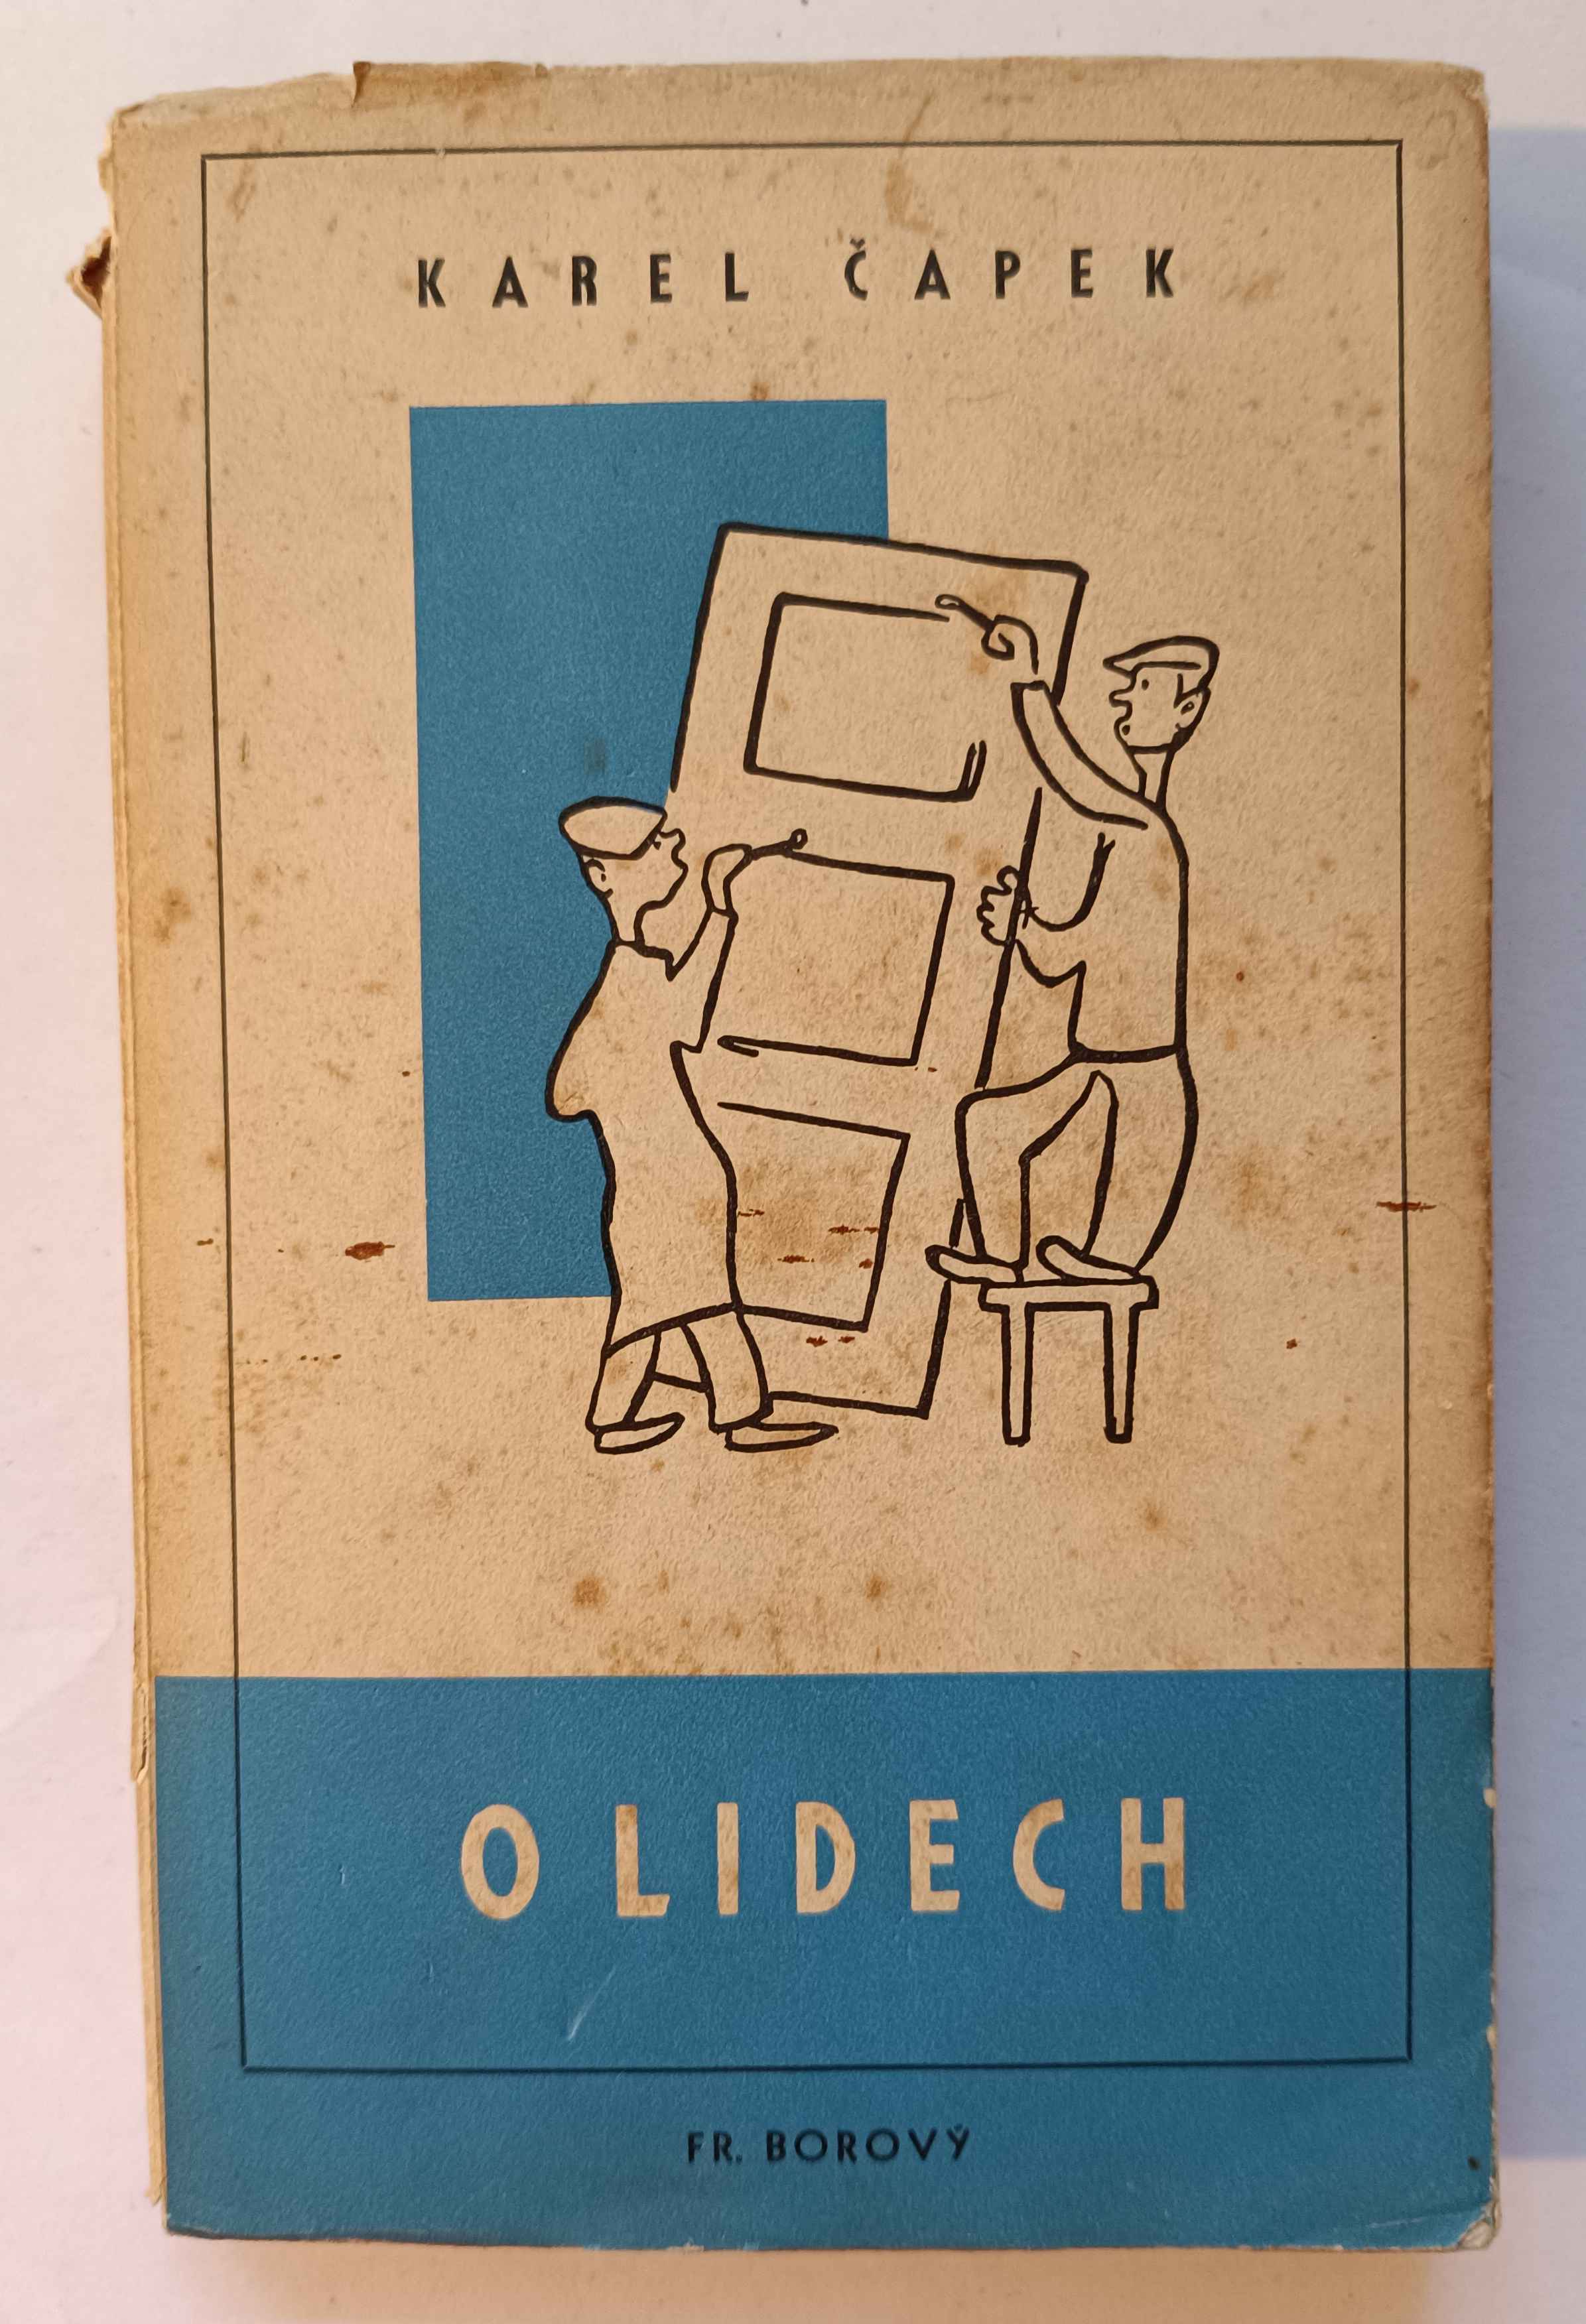 KAREL ČAPEK
O LIDECH
FR. BOROVÝ